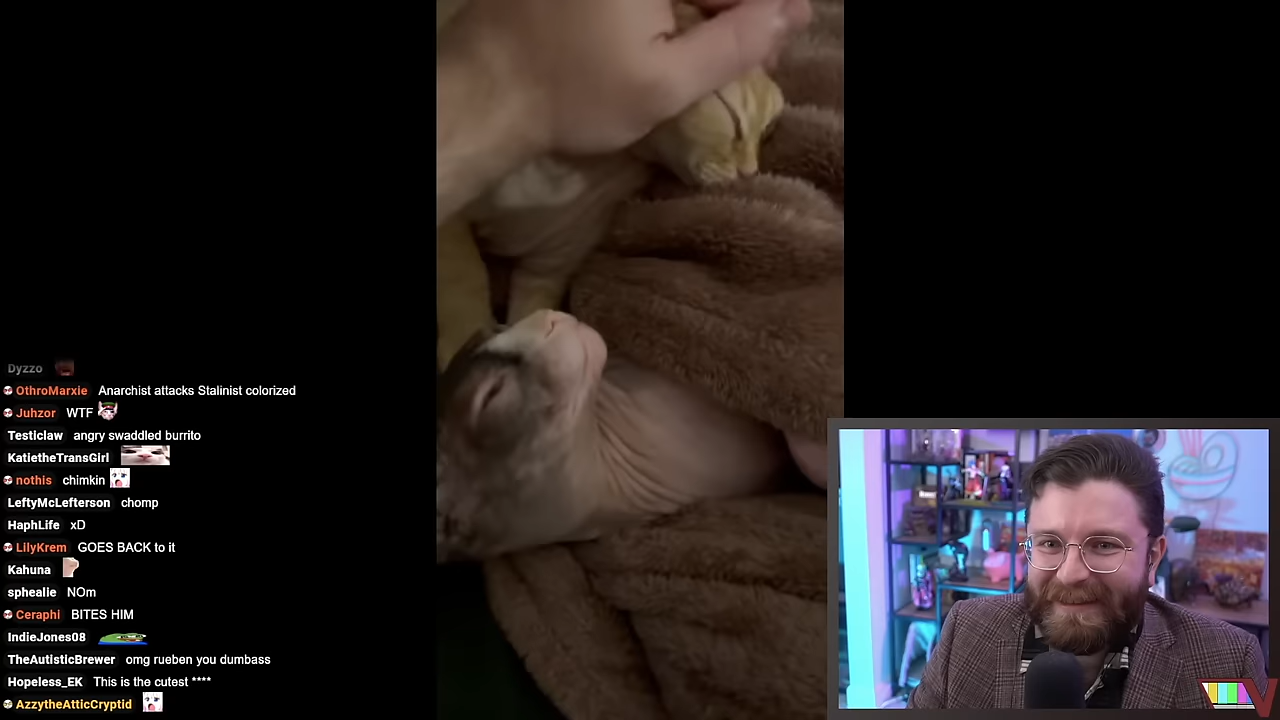 Dyzzo
OthroMarxie Anarchist attacks Stalinist colorized
Juhzor WTF
Testiclaw angry swaddled burrito
KatietheTransGirl
nothis chimkin
LeftyMcLefterson chomp
HaphLife xD
LilyKrem GOES BACK to it
Kahuna
sphealie NOm
Ceraphi BITES HIM
IndieJones08
TheAutisticBrewer omg rueben you dumbass
Hopeless_EK This is the cutest ****
AzzytheAtticCryptid